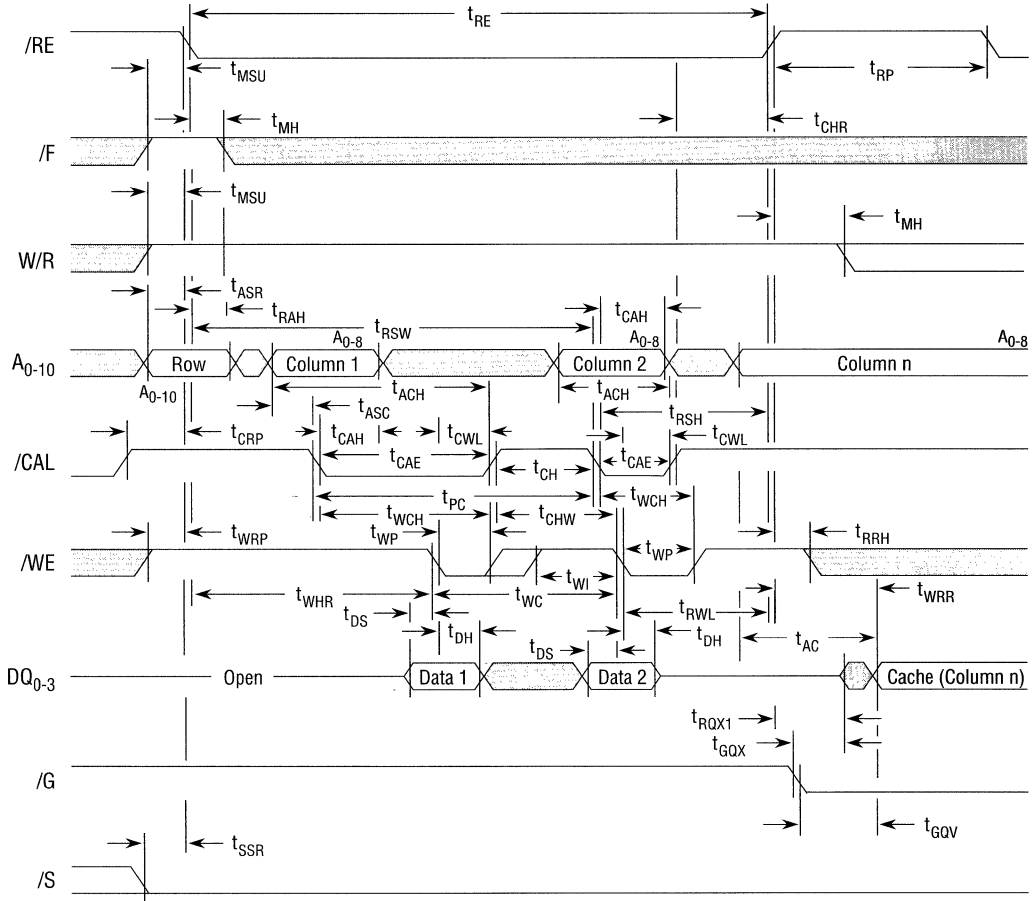 tRE
/RE
tMSU
tRP
tMH
tCHR
/F
tMSU
tMH
W/R
tASR
tRAH
tCAH
tRSW
A0-8
A0-8
A0-8
A0-10
Row
Column 1
Column 2
Column n
A0-10
tACH
tACH
tASC
tRSH
tCRP
tCAH
tCWL
tCWL
/CAL
tCAE
tCH
tCAE
tPC
tWCH
tWCH
tCHW
tWRP
tWP
tRRH
/WE
tWP
tWI
tWHR
tWC
tWRR
tDS
tRWL
tDH
tDH
tAC
tDS
DQ0-3
Open
Data 1
Data 2
Cache (Column n)
tRQX1
tGQX
/G
tGQV
tSSR
/S